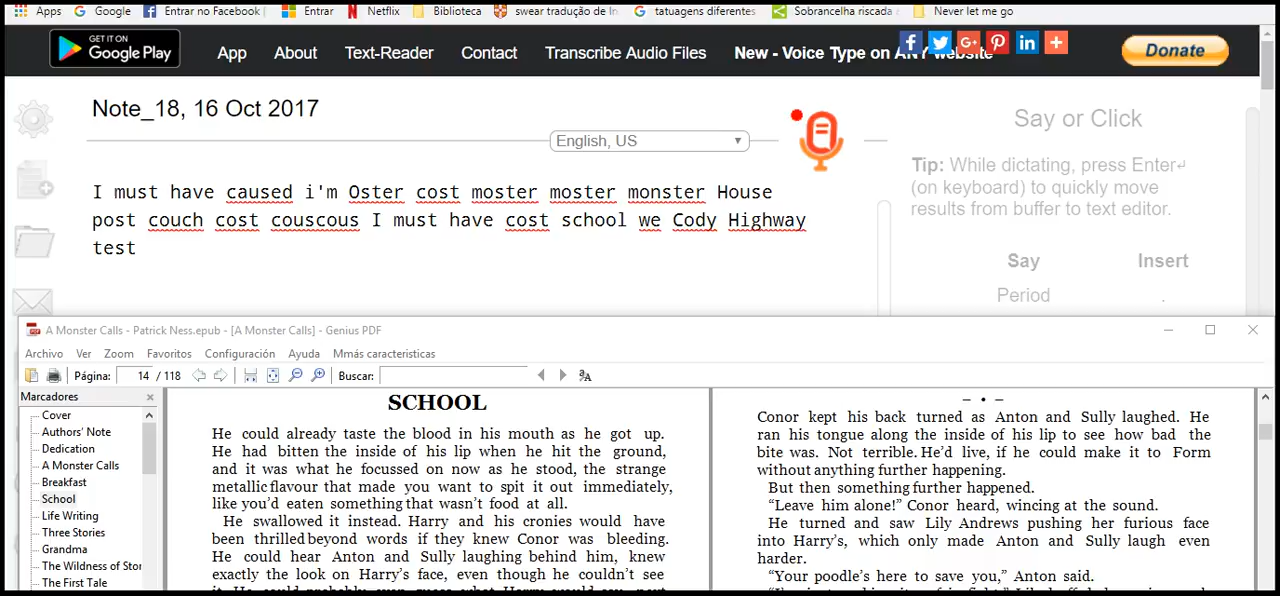 Apps Google Entrar no Facebook Entrar Netflix Biblioteca swear tradução de In tatuagens diferentes Sobrancelha riscada Never let me go
GET IT ON
Google Play App About Text-Reader Contact Transcribe Audio Files New - Voice Type on ANY website Donate
Note_18, 16 Oct 2017
English, US
I must have caused i'm Oster cost moster moster monster House
post couch cost couscous I must have cost school we Cody Highway
test
Say or Click
Tip: While dictating, press Enter↵
(on keyboard) to quickly move
results from buffer to text editor.
Say Insert
Period .
A Monster Calls - Patrick Ness.epub - [A Monster Calls] - Genius PDF
Archivo Ver Zoom Favoritos Configuración Ayuda Mmás caracteristicas
Página: 14 / 118 Buscar:
Marcadores
Cover
Authors' Note
Dedication
A Monster Calls
Breakfast
School
Life Writing
Three Stories
Grandma
The Wildness of Stor
The First Tale
SCHOOL
He could already taste the blood in his mouth as he got up.
He had bitten the inside of his lip when he hit the ground,
and it was what he focussed on now as he stood, the strange
metallic flavour that made you want to spit it out immediately,
like you'd eaten something that wasn't food at all.
He swallowed it instead. Harry and his cronies would have
been thrilled beyond words if they knew Conor was bleeding.
He could hear Anton and Sully laughing behind him, knew
exactly the look on Harry's face, even though he couldn't see
– • –
Conor kept his back turned as Anton and Sully laughed. He
ran his tongue along the inside of his lip to see how bad the
bite was. Not terrible. He'd live, if he could make it to Form
without anything further happening.
But then something further happened.
“Leave him alone!” Conor heard, wincing at the sound.
He turned and saw Lily Andrews pushing her furious face
into Harry's, which only made Anton and Sully laugh even
harder.
“Your poodle's here to save you,” Anton said.